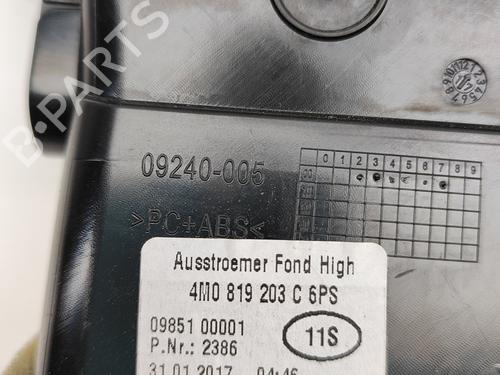 B-Parts
09240-005
>PC+ABS<
0 1 2 3 4 5 6 7 8 9
Ausstroemer Fond High
4M0 819 203 C 6PS
09851 00001
11S
P.Nr.: 2386
31.01.2017 04:46